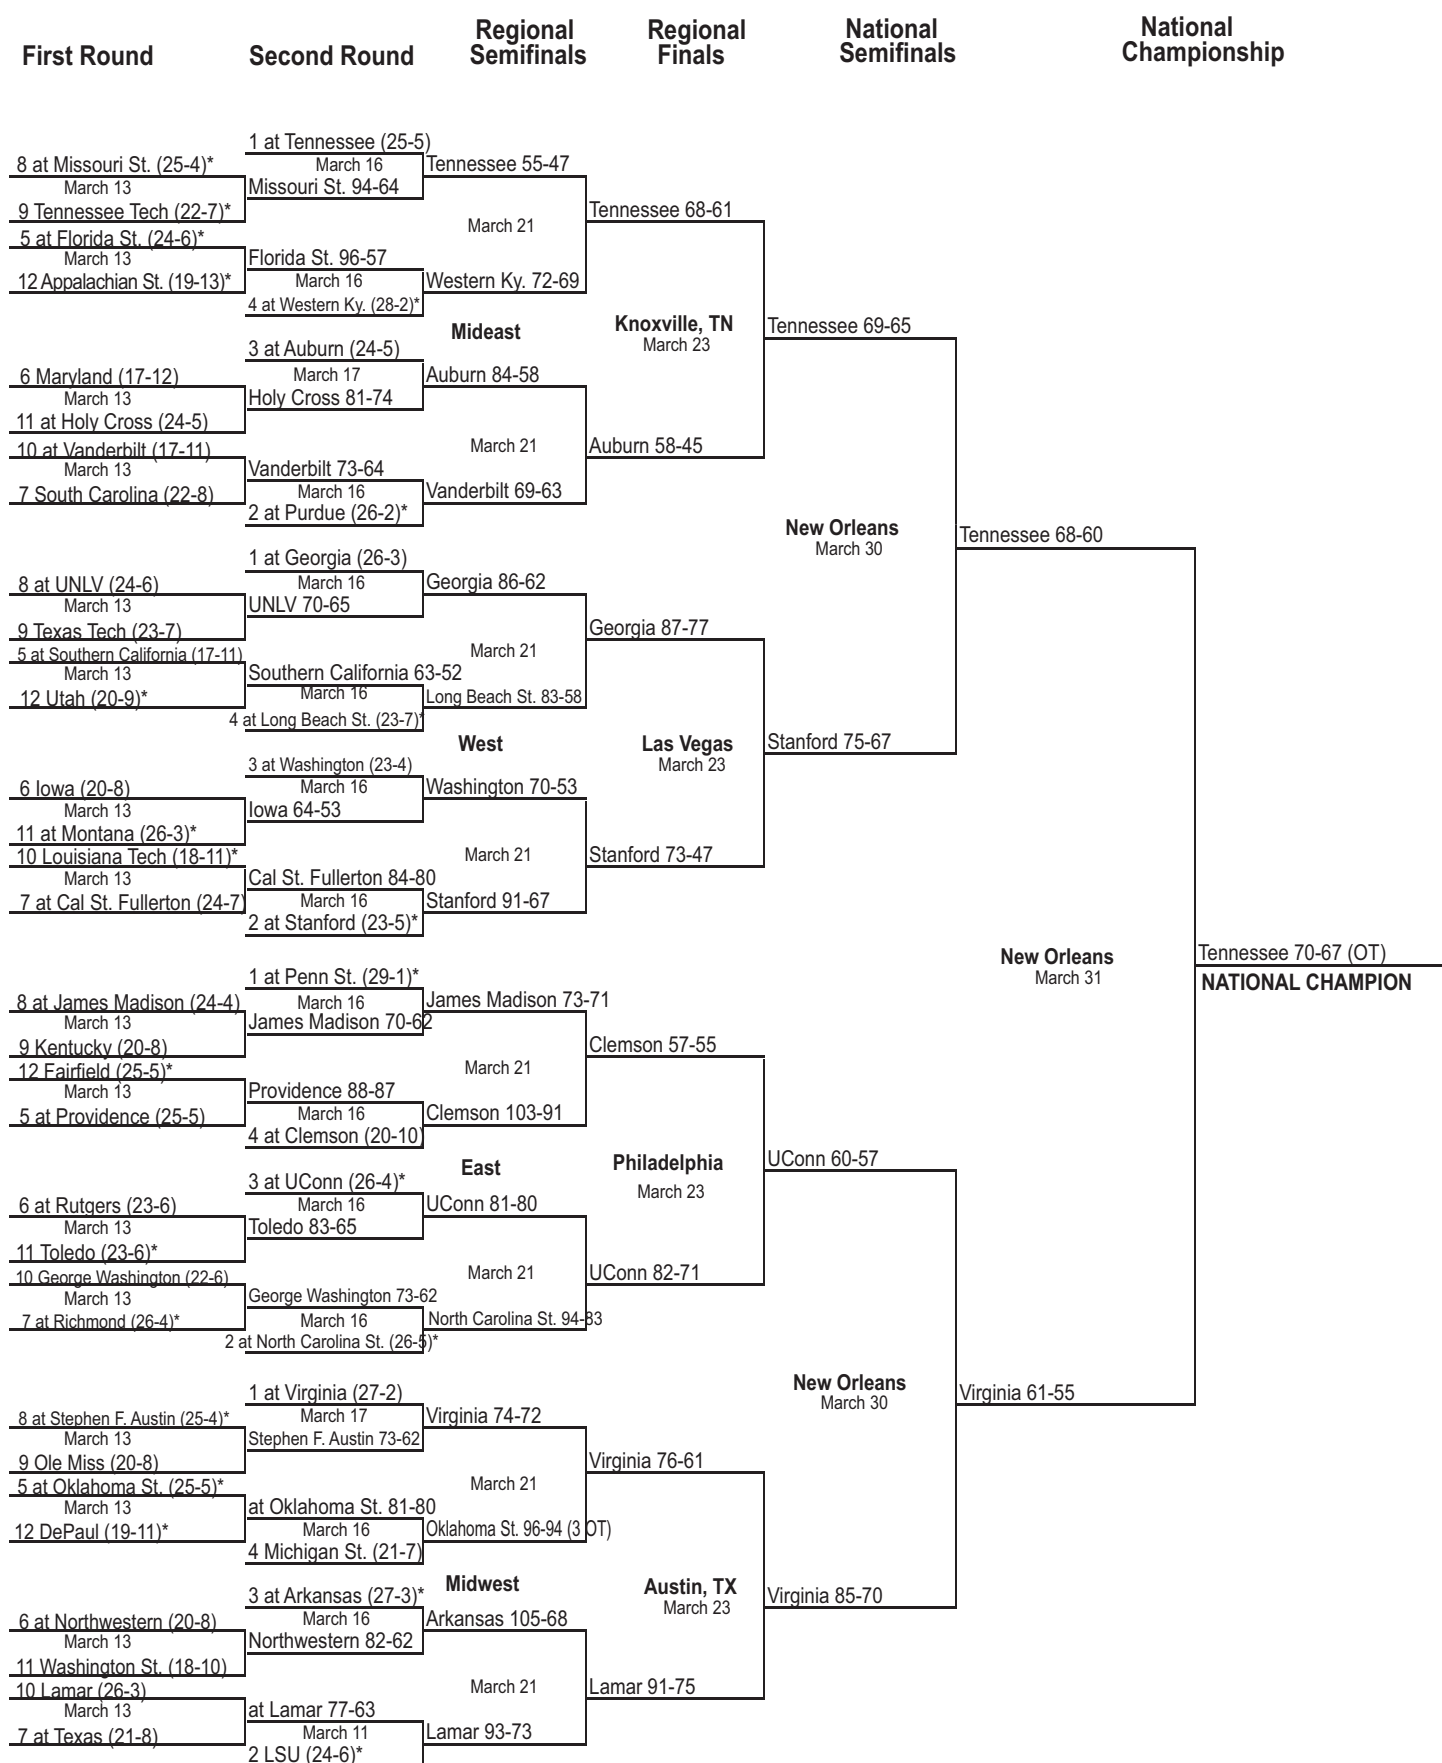 First Round
Second Round
Regional
Semifinals
Regional
Finals
National
Semifinals
National
Championship
1 at Tennessee (25-5)
8 at Missouri St. (25-4)*
March 16
Tennessee 55-47
March 13
Missouri St. 94-64
9 Tennessee Tech (22-7)*
Tennessee 68-61
March 21
5 at Florida St. (24-6)*
March 13
Florida St. 96-57
12 Appalachian St. (19-13)*
March 16
Western Ky. 72-69
4 at Western Ky. (28-2)*
Mideast
Knoxville, TN
March 23
Tennessee 69-65
3 at Auburn (24-5)
6 Maryland (17-12)
March 17
Auburn 84-58
March 13
Holy Cross 81-74
11 at Holy Cross (24-5)
March 21
Auburn 58-45
10 at Vanderbilt (17-11)
March 13
Vanderbilt 73-64
7 South Carolina (22-8)
March 16
Vanderbilt 69-63
2 at Purdue (26-2)*
New Orleans
March 30
Tennessee 68-60
1 at Georgia (26-3)
8 at UNLV (24-6)
March 16
Georgia 86-62
March 13
UNLV 70-65
9 Texas Tech (23-7)
Georgia 87-77
5 at Southern California (17-11)
March 21
March 13
Southern California 63-52
12 Utah (20-9)*
March 16
Long Beach St. 83-58
4 at Long Beach St. (23-7)*
West
Las Vegas
March 23
Stanford 75-67
3 at Washington (23-4)
6 Iowa (20-8)
March 16
Washington 70-53
March 13
Iowa 64-53
11 at Montana (26-3)*
March 21
Stanford 73-47
10 Louisiana Tech (18-11)*
March 13
Cal St. Fullerton 84-80
7 at Cal St. Fullerton (24-7)
March 16
Stanford 91-67
2 at Stanford (23-5)*
New Orleans
March 31
Tennessee 70-67 (OT)
NATIONAL CHAMPION
1 at Penn St. (29-1)*
8 at James Madison (24-4)
March 16
James Madison 73-71
March 13
James Madison 70-62
9 Kentucky (20-8)
Clemson 57-55
12 Fairfield (25-5)*
March 21
March 13
Providence 88-87
5 at Providence (25-5)
March 16
Clemson 103-91
4 at Clemson (20-10)
East
Philadelphia
March 23
UConn 60-57
3 at UConn (26-4)*
6 at Rutgers (23-6)
March 16
UConn 81-80
March 13
Toledo 83-65
11 Toledo (23-6)*
March 21
UConn 82-71
10 George Washington (22-6)
March 13
George Washington 73-62
7 at Richmond (26-4)*
March 16
North Carolina St. 94-83
2 at North Carolina St. (26-5)*
New Orleans
March 30
Virginia 61-55
1 at Virginia (27-2)
8 at Stephen F. Austin (25-4)*
March 17
Virginia 74-72
March 13
Stephen F. Austin 73-62
9 Ole Miss (20-8)
Virginia 76-61
5 at Oklahoma St. (25-5)*
March 21
March 13
at Oklahoma St. 81-80
12 DePaul (19-11)*
March 16
Oklahoma St. 96-94 (3 OT)
4 Michigan St. (21-7)
Midwest
Austin, TX
March 23
Virginia 85-70
3 at Arkansas (27-3)*
6 at Northwestern (20-8)
March 16
Arkansas 105-68
March 13
Northwestern 82-62
11 Washington St. (18-10)
March 21
Lamar 91-75
10 Lamar (26-3)
March 13
at Lamar 77-63
7 at Texas (21-8)
March 11
Lamar 93-73
2 LSU (24-6)*